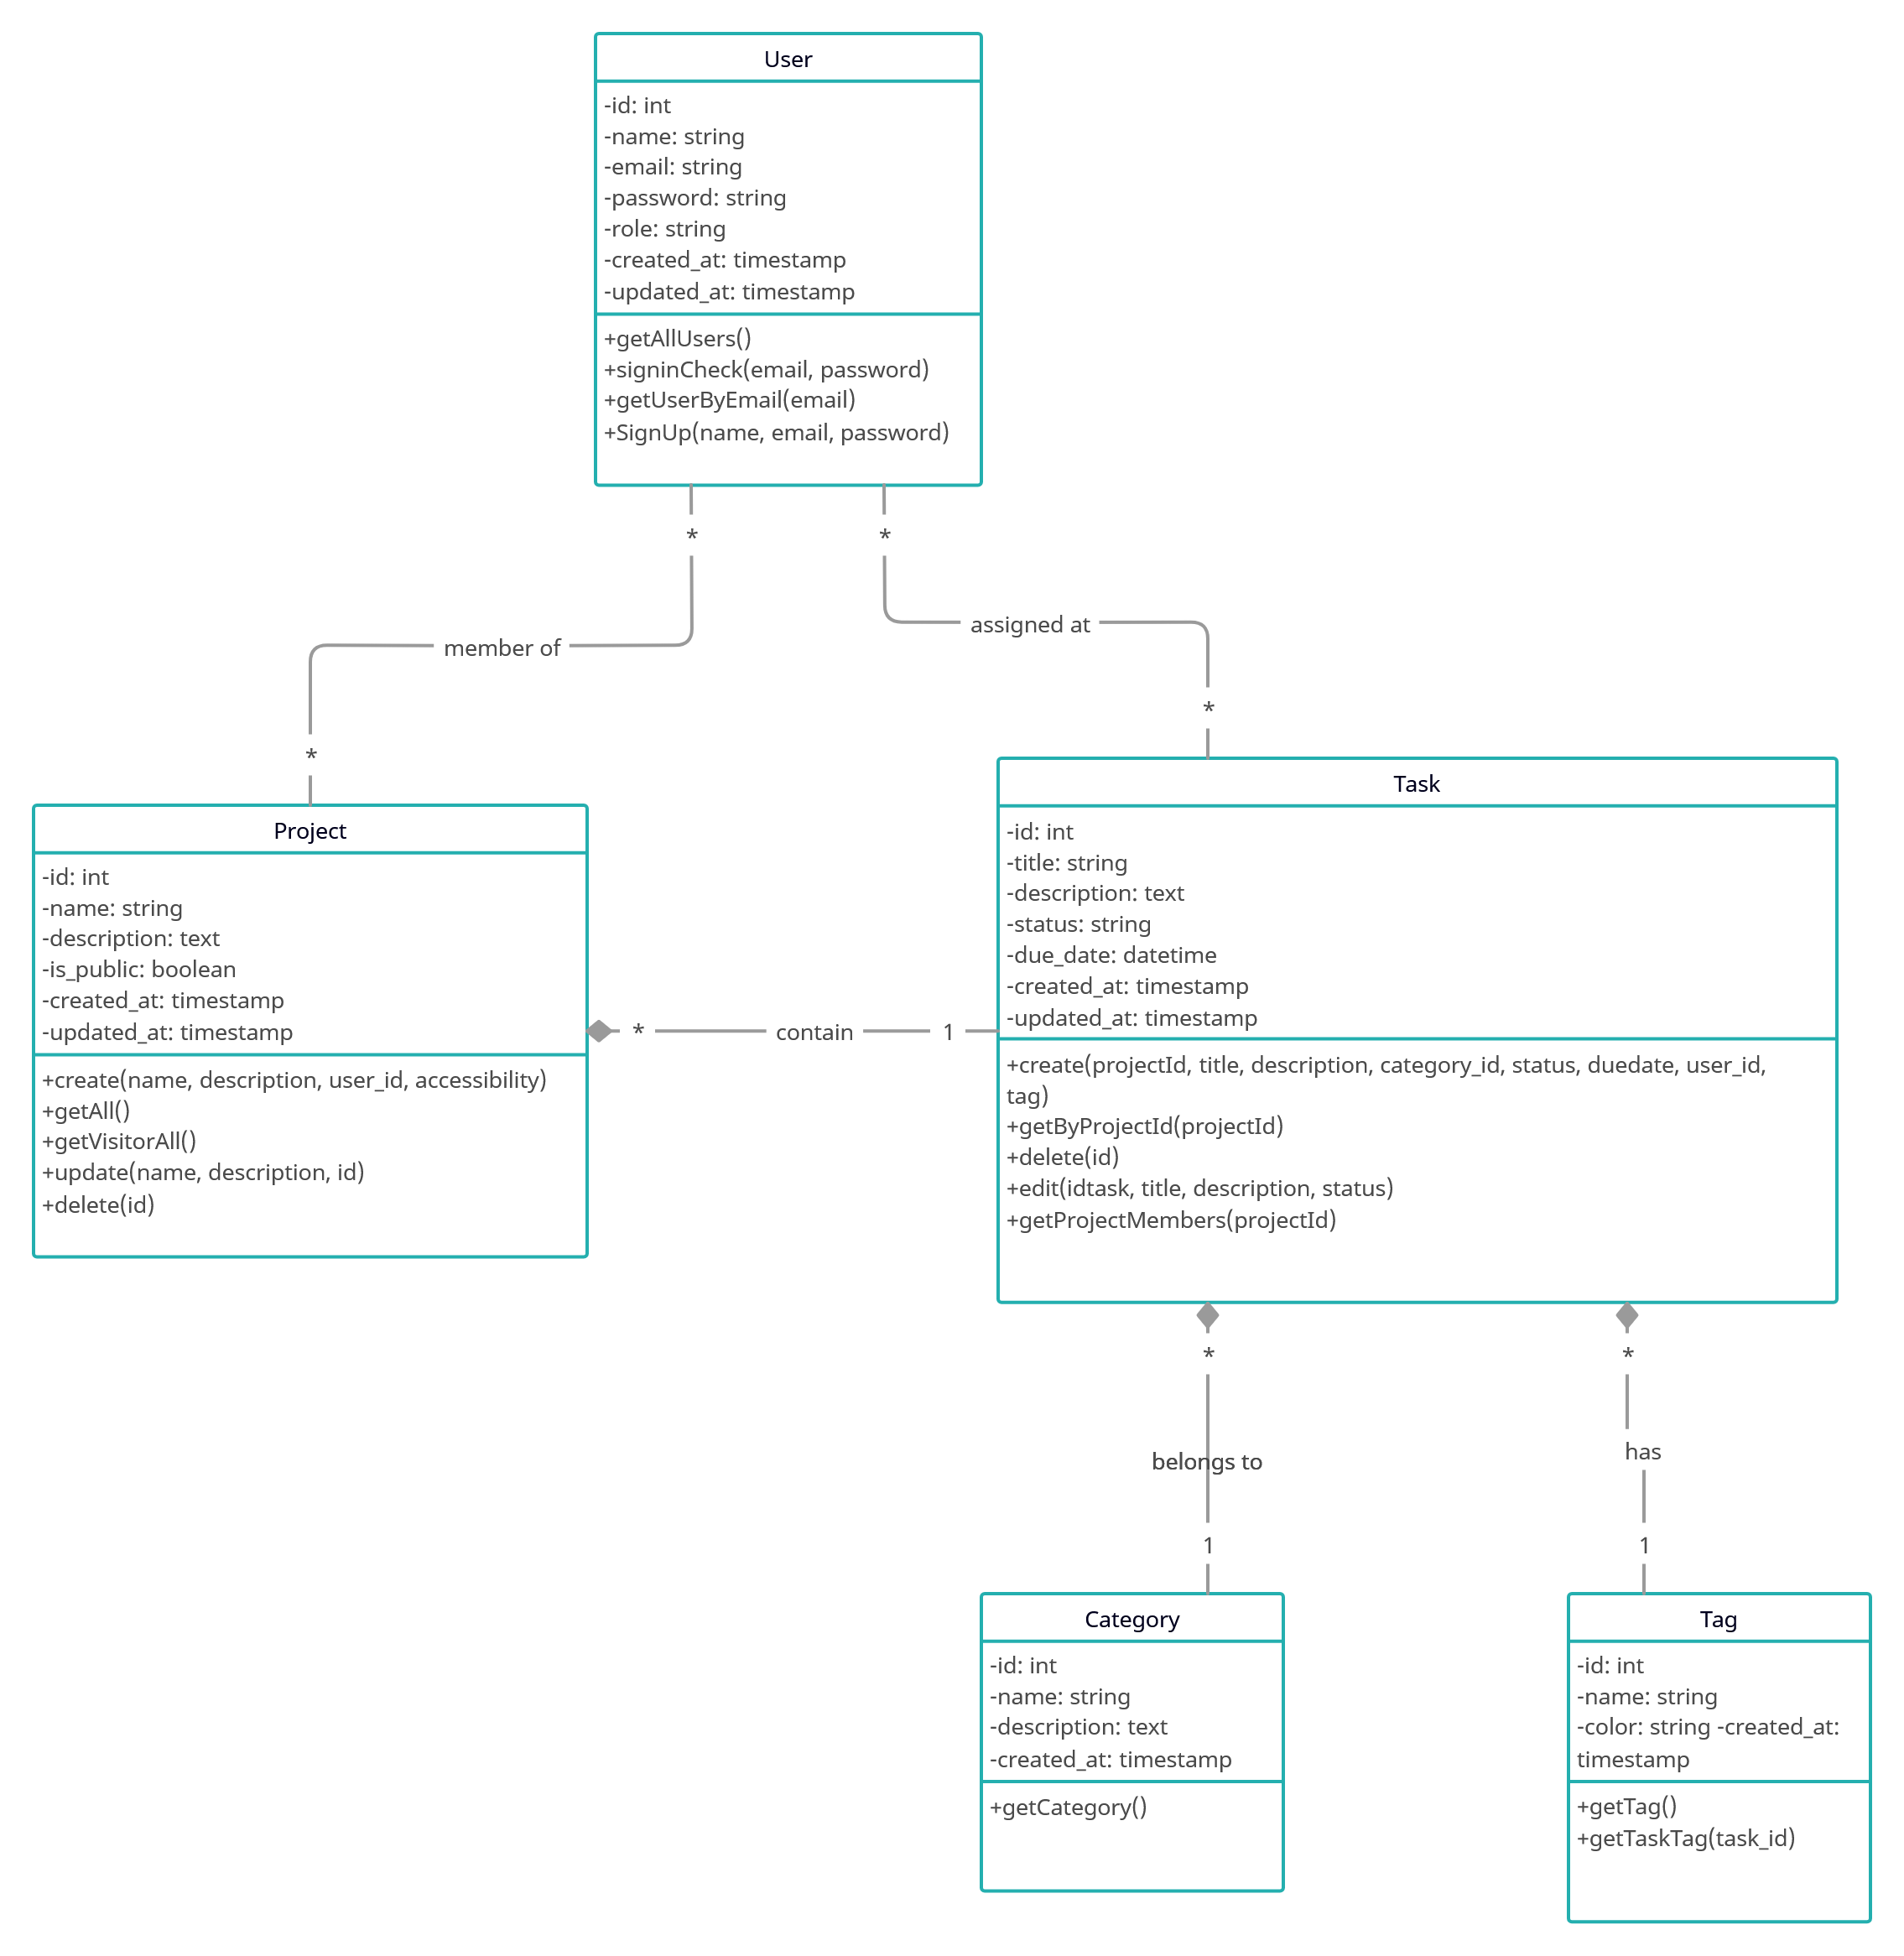 User
-id: int
-name: string
-email: string
-password: string
-role: string
-created_at: timestamp
-updated_at: timestamp
+getAllUsers()
+signinCheck(email, password)
+getUserByEmail(email)
+SignUp(name, email, password)
*
*
member of
assigned at
*
*
Project
-id: int
-name: string
-description: text
-is_public: boolean
-created_at: timestamp
-updated_at: timestamp
+create(name, description, user_id, accessibility)
+getAll()
+getVisitorAll()
+update(name, description, id)
+delete(id)
* contain 1
Task
-id: int
-title: string
-description: text
-status: string
-due_date: datetime
-created_at: timestamp
-updated_at: timestamp
+create(projectId, title, description, category_id, status, duedate, user_id,
tag)
+getByProjectId(projectId)
+delete(id)
+edit(idtask, title, description, status)
+getProjectMembers(projectId)
*
belongs to
1
*
has
1
Category
-id: int
-name: string
-description: text
-created_at: timestamp
+getCategory()
Tag
-id: int
-name: string
-color: string -created_at:
timestamp
+getTag()
+getTaskTag(task_id)